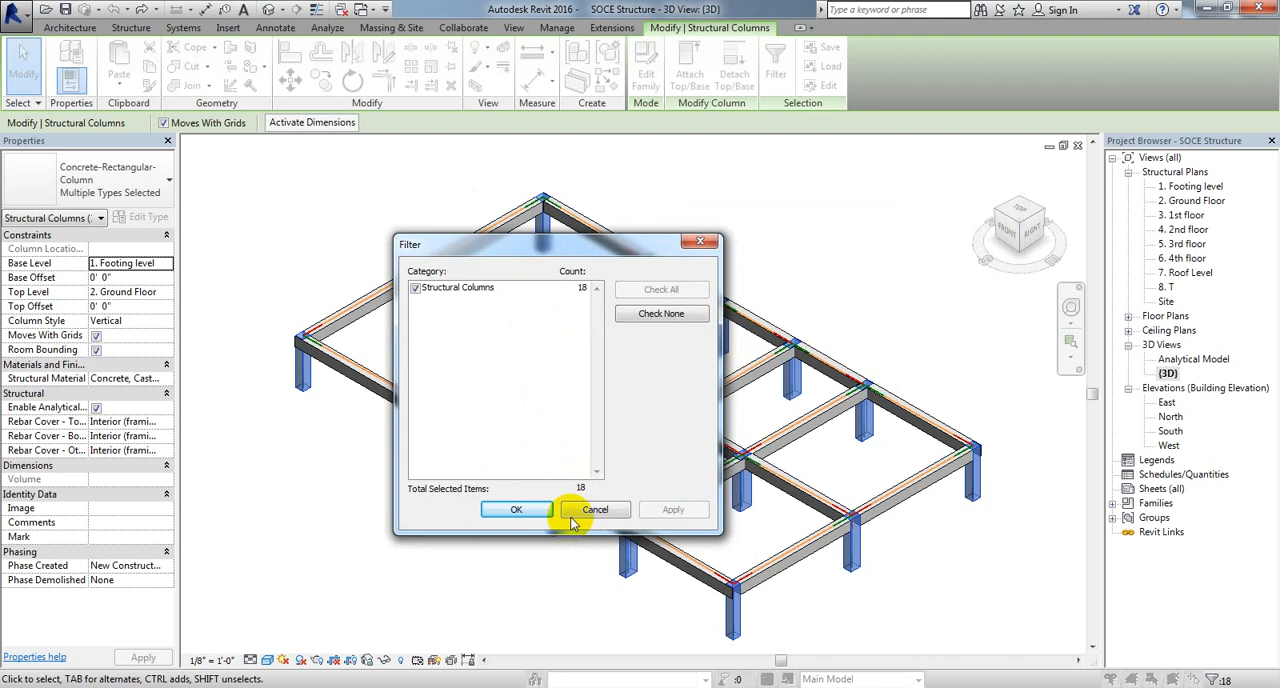 Autodesk Revit 2016 - SOCE Structure - 3D View: {3D}
Type a keyword or phrase
Sign In
Architecture Structure Systems Insert Annotate Analyze Massing & Site Collaborate View Manage Extensions Modify | Structural Columns
Modify
Paste
Cope
Cut
Join
Edit Family
Attach Top/Base
Detach Top/Base
Filter
Save
Load
Edit
Select Properties Clipboard Geometry Modify View Measure Create Mode Modify Column Selection
Modify | Structural Columns Moves With Grids Activate Dimensions
Properties
Concrete-Rectangular-
Column
Multiple Types Selected
Structural Columns (: Edit Type
Constraints
Column Locatio...
Base Level 1. Footing level
Base Offset 0' 0"
Top Level 2. Ground Floor
Top Offset 0' 0"
Column Style Vertical
Moves With Grids
Room Bounding
Materials and Fini...
Structural Material Concrete, Cast...
Structural
Enable Analytical...
Rebar Cover - To... Interior (frami...
Rebar Cover - Bo... Interior (frami...
Rebar Cover - Ot... Interior (frami...
Dimensions
Volume
Identity Data
Image
Comments
Mark
Phasing
Phase Created New Construct...
Phase Demolished None
Properties help Apply
Filter
Category: Count:
Structural Columns 18
Check All
Check None
Total Selected Items: 18
OK Cancel Apply
TOP
FRONT
RIGHT
Project Browser - SOCE Structure
Views (all)
Structural Plans
1. Footing level
2. Ground Floor
3. 1st floor
4. 2nd floor
5. 3rd floor
6. 4th floor
7. Roof Level
8. T
Site
Floor Plans
Ceiling Plans
3D Views
Analytical Model
{3D}
Elevations (Building Elevation)
East
North
South
West
Legends
Schedules/Quantities
Sheets (all)
Families
Groups
Revit Links
1/8" = 1'-0"
Click to select, TAB for alternates, CTRL adds, SHIFT unselects.
:0
Main Model
:18